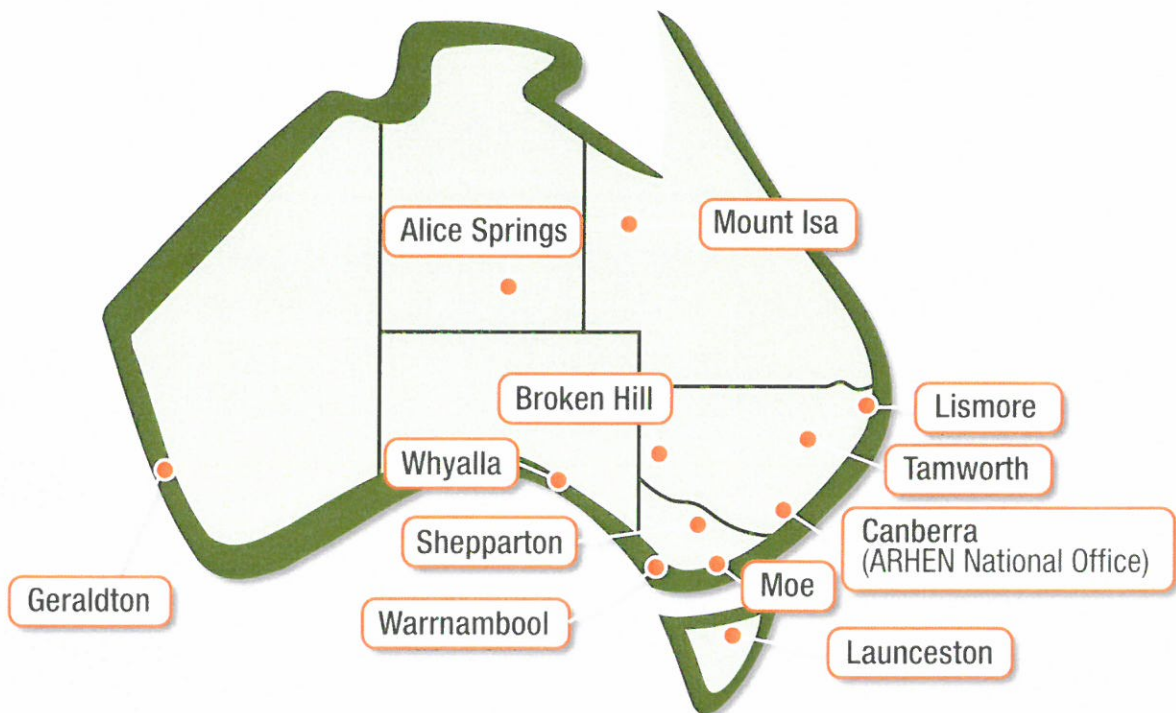 Alice Springs
Mount Isa
Broken Hill
Lismore
Whyalla
Tamworth
Shepparton
Canberra
(ARHEN National Office)
Geraldton
Moe
Warrnambool
Launceston